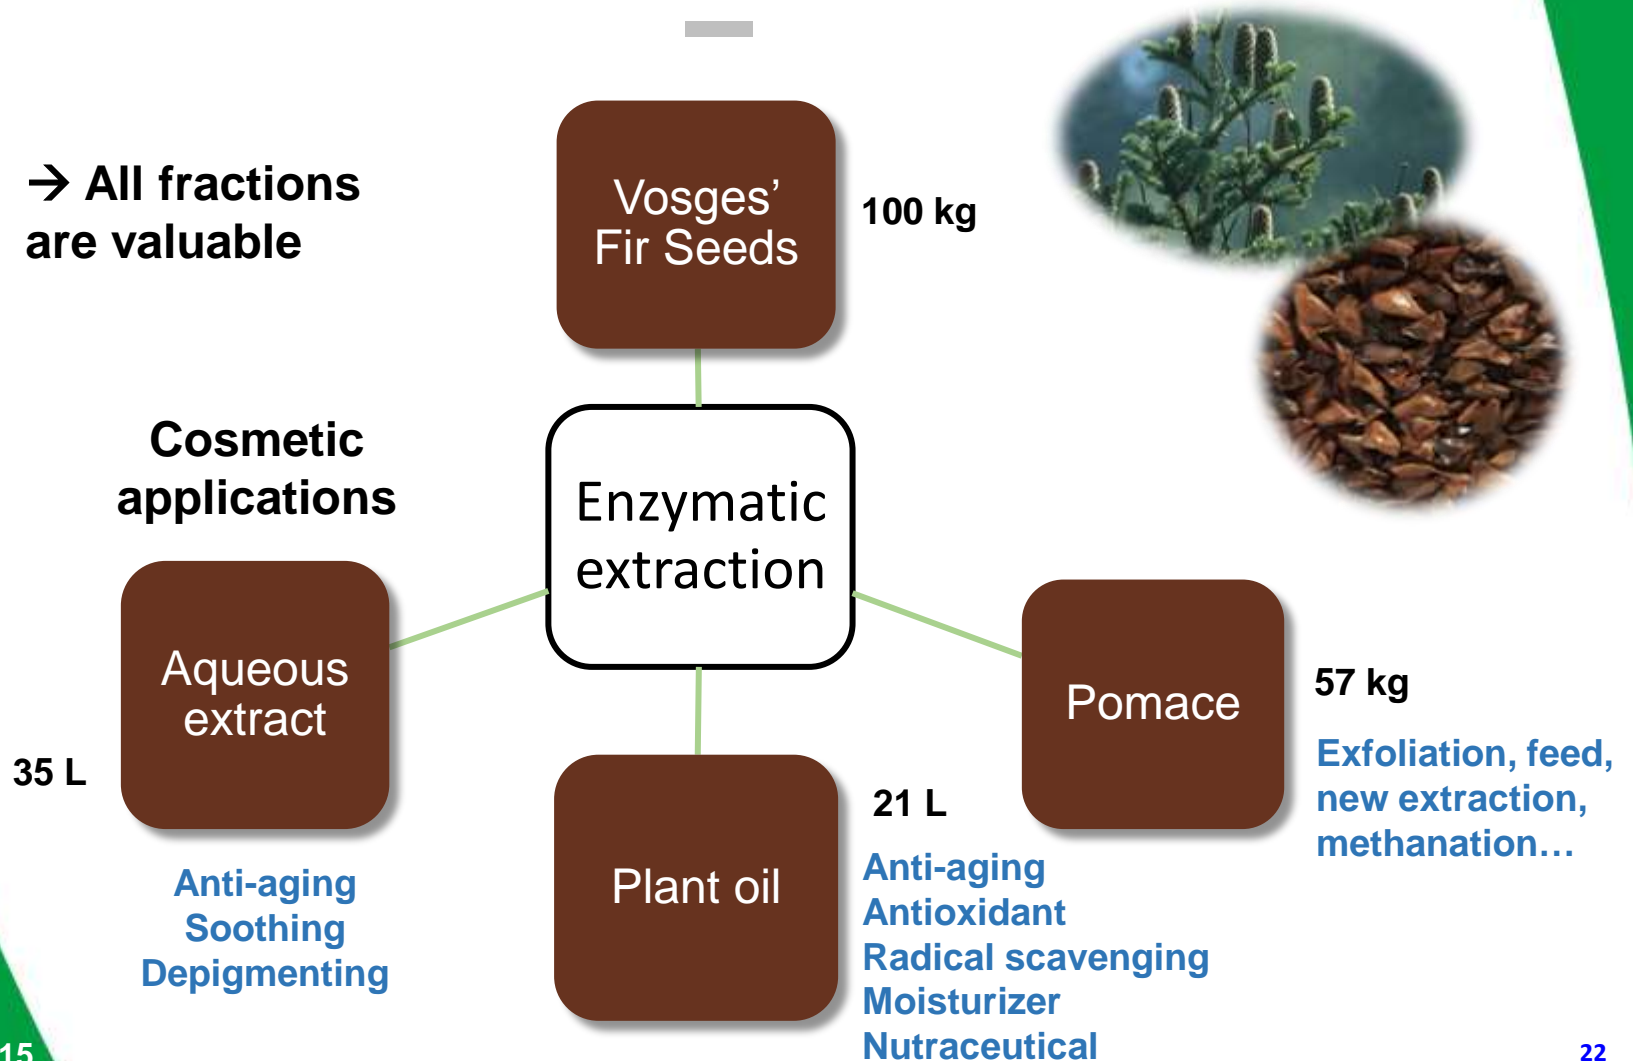 → All fractions
are valuable
Vosges’
Fir Seeds
100 kg
Cosmetic
applications
Enzymatic
extraction
Aqueous
extract
35 L
Anti-aging
Soothing
Depigmenting
Plant oil
21 L
Anti-aging
Antioxidant
Radical scavenging
Moisturizer
Nutraceutical
Pomace
57 kg
Exfoliation, feed,
new extraction,
methanation…
15
22